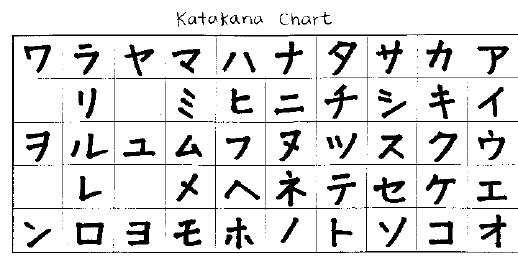 Katakana Chart
ワ ラ ヤ マ ハ ナ タ サ カ ア
リ ミ ヒ ニ チ シ キ イ
ヲ ル ユ ム フ ヌ ツ ス ク ウ
レ メ ヘ ネ テ セ ケ エ
ン ロ ヨ モ ホ ノ ト ソ コ オ